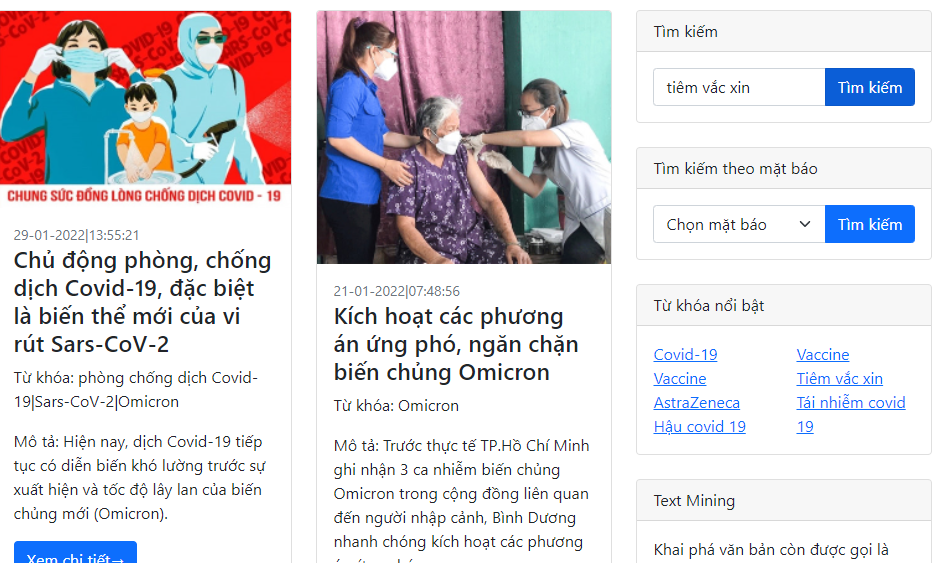 CHUNG SỨC ĐỒNG LÒNG CHỐNG DỊCH COVID - 19
29-01-2022|13:55:21
Chủ động phòng, chống
dịch Covid-19, đặc biệt
là biến thể mới của vi
rút Sars-CoV-2
Từ khóa: phòng chống dịch Covid-
19|Sars-CoV-2|Omicron
Mô tả: Hiện nay, dịch Covid-19 tiếp
tục có diễn biến khó lường trước sự
xuất hiện và tốc độ lây lan của biến
chủng mới (Omicron).
Xem chi tiết→
21-01-2022|07:48:56
Kích hoạt các phương
án ứng phó, ngăn chặn
biến chủng Omicron
Từ khóa: Omicron
Mô tả: Trước thực tế TP.Hồ Chí Minh
ghi nhận 3 ca nhiễm biến chủng
Omicron trong cộng đồng liên quan
đến người nhập cảnh, Bình Dương
nhanh chóng kích hoạt các phương
Tìm kiếm
tiêm vắc xin
Tìm kiếm
Tìm kiếm theo mặt báo
Chọn mặt báo
Tìm kiếm
Từ khóa nổi bật
Covid-19
Vaccine
AstraZeneca
Hậu covid 19
Vaccine
Tiêm vắc xin
Tái nhiễm covid
19
Text Mining
Khai phá văn bản còn được gọi là